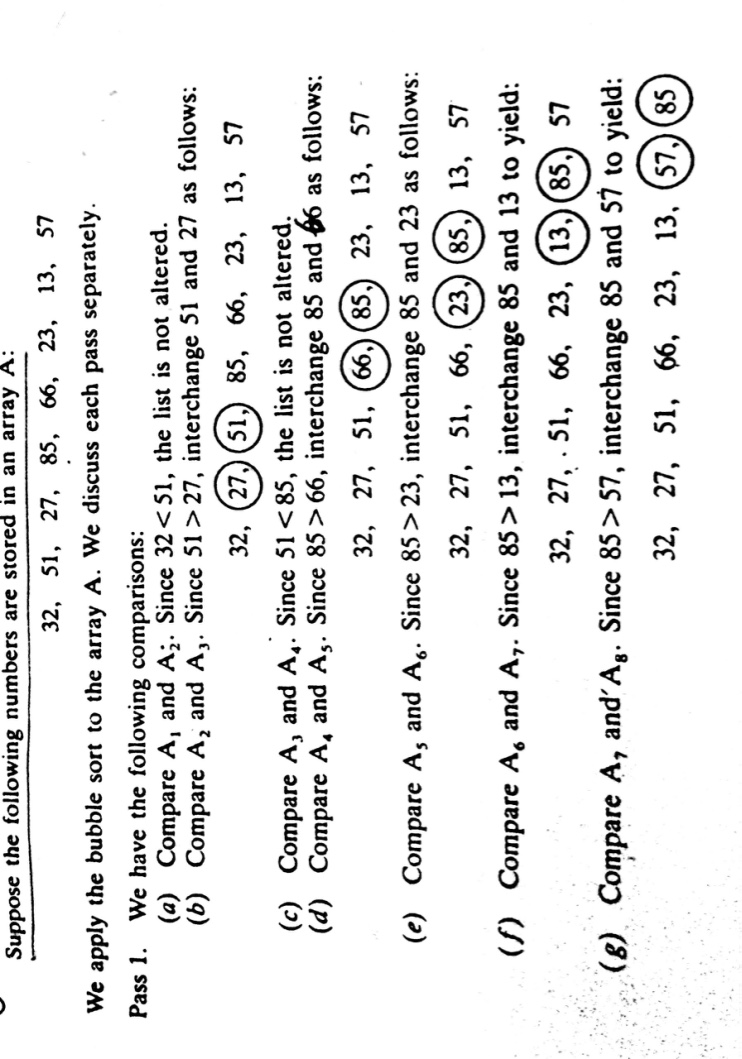 Suppose the following numbers are stored in an array A:
32, 51, 27, 85, 66, 23, 13, 57
We apply the bubble sort to the array A. We discuss each pass separately.
Pass 1. We have the following comparisons:
(a) Compare A₁ and A₂. Since 32 < 51, the list is not altered.
(b) Compare A₂ and A₃. Since 51 > 27, interchange 51 and 27 as follows:
32, 27, 51, 85, 66, 23, 13, 57
(c) Compare A₃ and A₄. Since 51 < 85, the list is not altered.
(d) Compare A₄ and A₅. Since 85 > 66, interchange 85 and 66 as follows:
32, 27, 51, 66, 85, 23, 13, 57
(e) Compare A₅ and A₆. Since 85 > 23, interchange 85 and 23 as follows:
32, 27, 51, 66, 23, 85, 13, 57
(f) Compare A₆ and A₇. Since 85 > 13, interchange 85 and 13 to yield:
32, 27, 51, 66, 23, 13, 85, 57
(g) Compare A₇ and A₈. Since 85 > 57, interchange 85 and 57 to yield:
32, 27, 51, 66, 23, 13, 57, 85